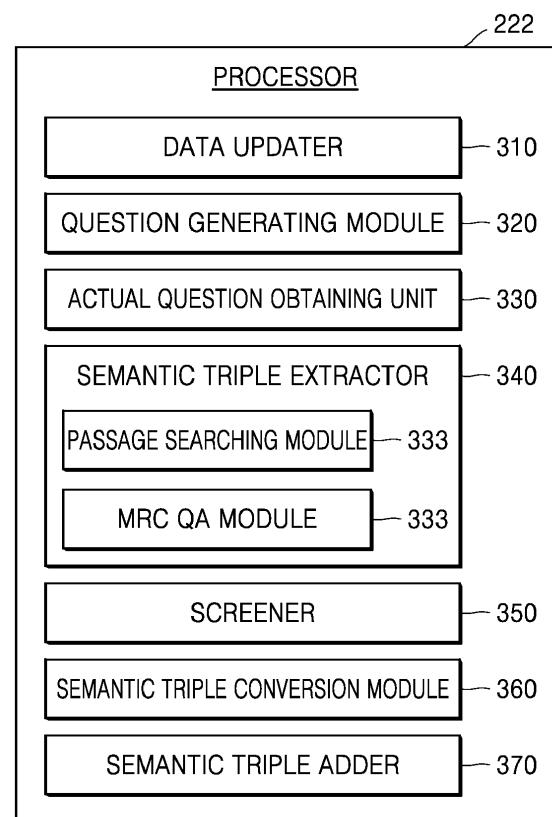 222
PROCESSOR
DATA UPDATER 310
QUESTION GENERATING MODULE 320
ACTUAL QUESTION OBTAINING UNIT 330
SEMANTIC TRIPLE EXTRACTOR 340
PASSAGE SEARCHING MODULE 333
MRC QA MODULE 333
SCREENER 350
SEMANTIC TRIPLE CONVERSION MODULE 360
SEMANTIC TRIPLE ADDER 370